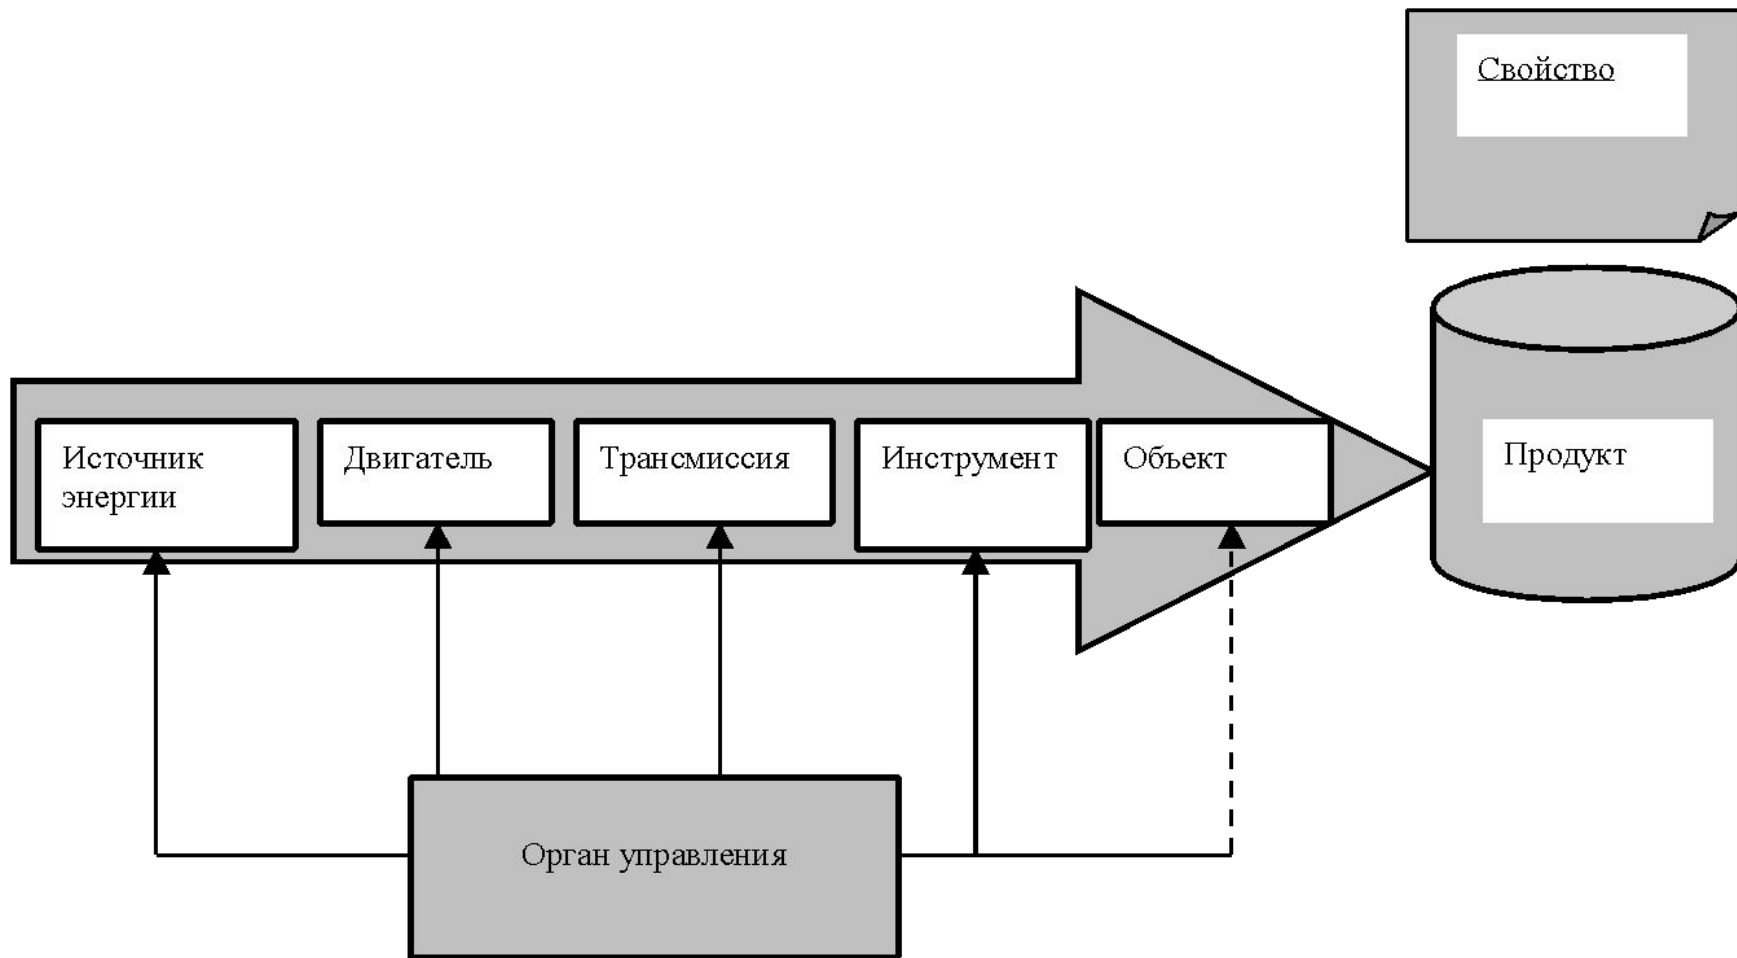 Свойство
Источник
энергии
Двигатель
Трансмиссия
Инструмент
Объект
Продукт
Орган управления